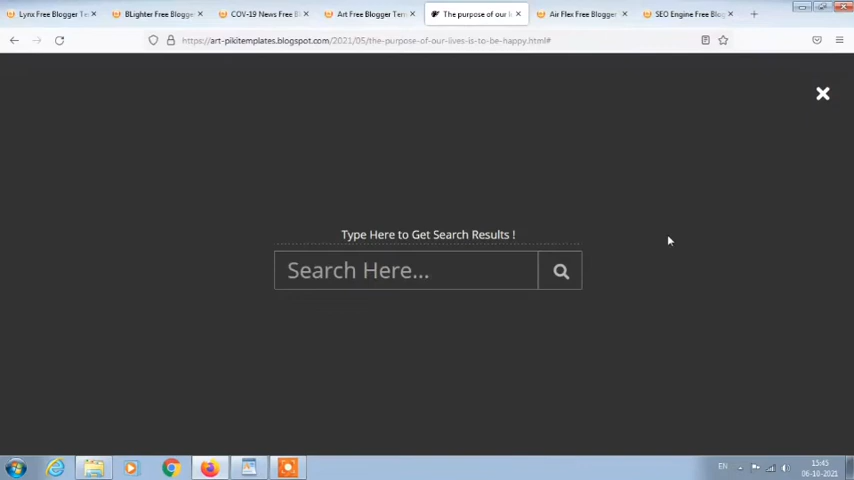 Lynx Free Blogger Te
BLighter Free Blogge
COV-19 News Free B
Art Free Blogger Tem
The purpose of our l
Air Flex Free Blogger
SEO Engine Free Blog
https://art-pikitemplates.blogspot.com/2021/05/the-purpose-of-our-lives-is-to-be-happy.html#
Type Here to Get Search Results !
Search Here...
EN
15:45
06-10-2021